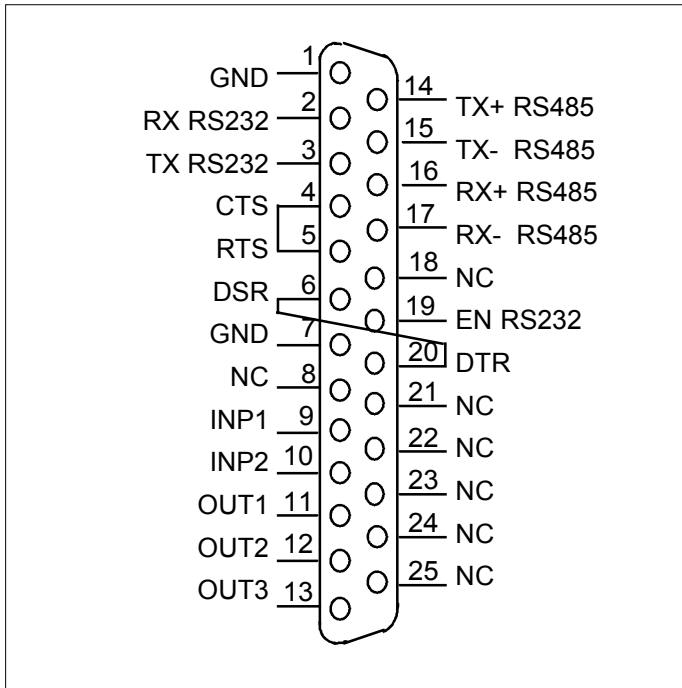 GND 1
RX RS232 2
TX RS232 3
CTS 4
RTS 5
DSR 6
GND 7
NC 8
INP1 9
INP2 10
OUT1 11
OUT2 12
OUT3 13
14 TX+ RS485
15 TX- RS485
16 RX+ RS485
17 RX- RS485
18 NC
19 EN RS232
20 DTR
21 NC
22 NC
23 NC
24 NC
25 NC